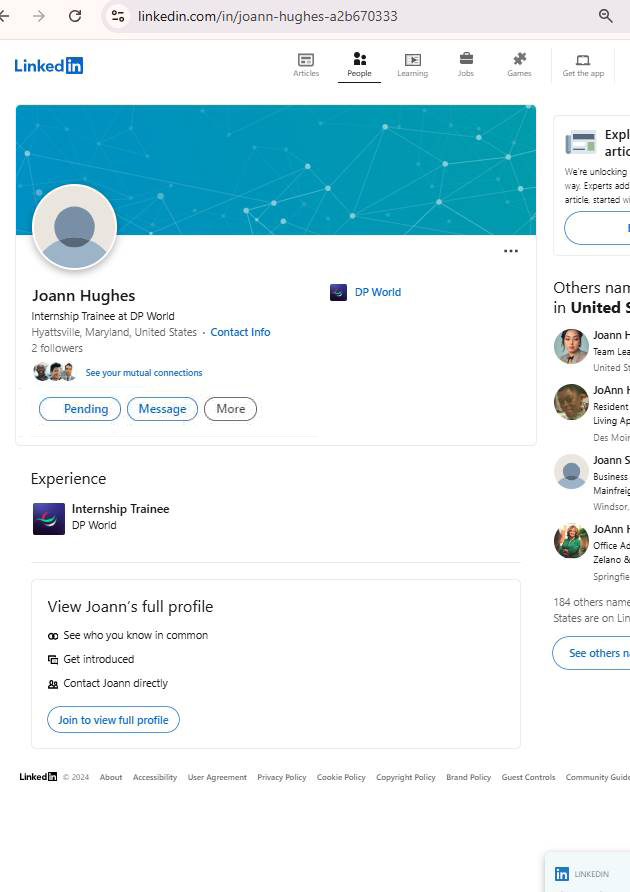 linkedin.com/in/joann-hughes-a2b670333
Linkedin
Articles
People
Learning
Jobs
Games
Get the app
Joann Hughes
Internship Trainee at DP World
Hyattsville, Maryland, United States · Contact Info
2 followers
See your mutual connections
Pending
Message
More
DP World
Experience
Internship Trainee
DP World
View Joann’s full profile
See who you know in common
Get introduced
Contact Joann directly
Join to view full profile
Expl
artic
We're unlocking
way. Experts add
article, started wi
Others nam
in United S
Joann H
Team Lea
United St
JoAnn H
Resident
Living Ap
Des Moin
Joann S
Business
Mainfreig
Windsor,
JoAnn H
Office Ad
Zelano &
Springfie
184 others name
States are on Lin
See others n
Linkedin © 2024 About Accessibility User Agreement Privacy Policy Cookie Policy Copyright Policy Brand Policy Guest Controls Community Guide
in LINKEDIN